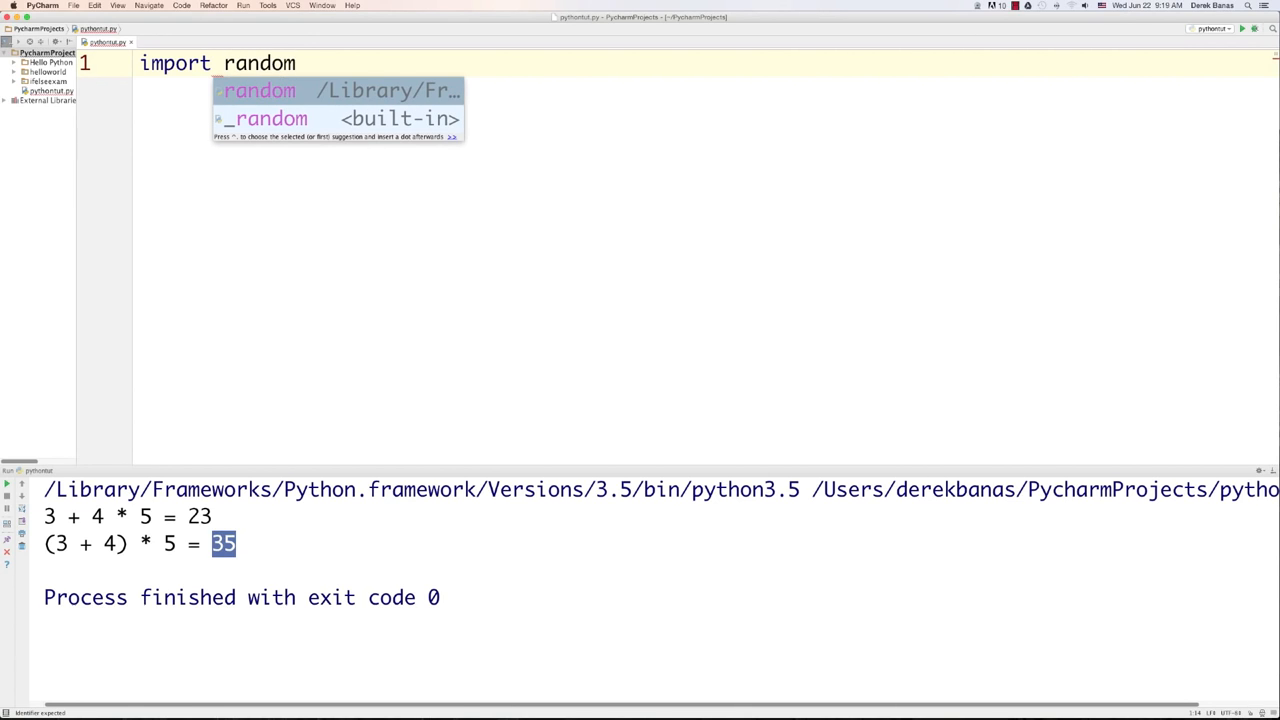 PyCharm File Edit View Navigate Code Refactor Run Tools VCS Window Help 10 Wed Jun 22 9:19 AM Derek Banas
pythontut.py - PycharmProjects - [~/PycharmProjects]
PycharmProjects pythontut.py pythontut
pythontut.py ×
PycharmProject
Hello Python
helloworld
ifelseexam
pythontut.py
External Librarie
1 import random
random /Library/Fr...
_random <built-in>
Press ^. to choose the selected (or first) suggestion and insert a dot afterwards >>
Run pythontut
/Library/Frameworks/Python.framework/Versions/3.5/bin/python3.5 /Users/derekbanas/PycharmProjects/pytho
3 + 4 * 5 = 23
(3 + 4) * 5 = 35
Process finished with exit code 0
Identifier expected 1:14 LF÷ UTF-8÷